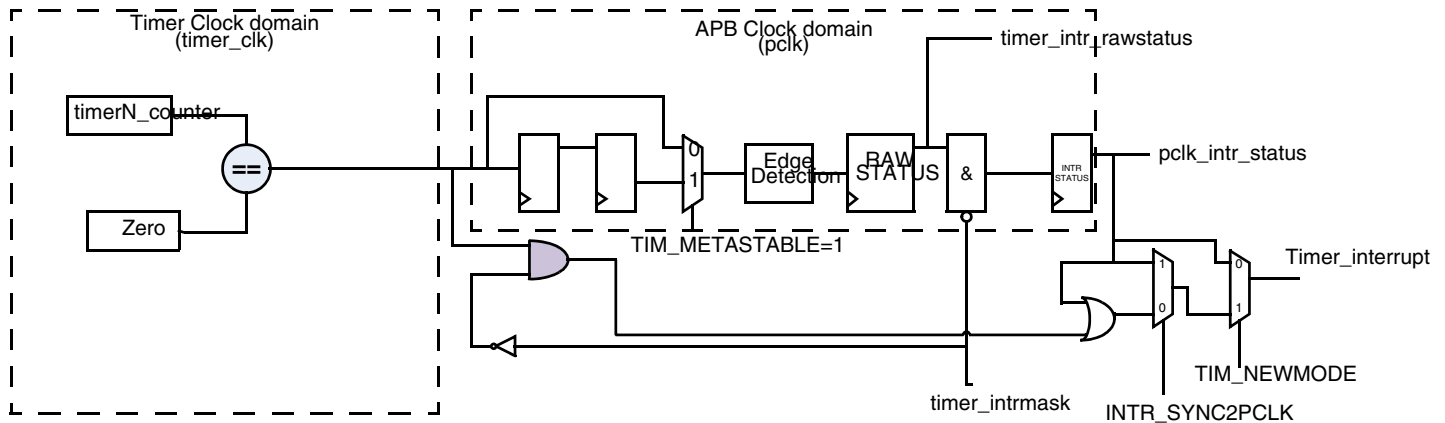 Timer Clock domain
(timer_clk)
APB Clock domain
(pclk)
timer_intr_rawstatus
timerN_counter
==
Zero
0
1
Edge
Detection
RAW
STATUS
&
INTR
STATUS
pclk_intr_status
TIM_METASTABLE=1
Timer_interrupt
1
0
0
1
TIM_NEWMODE
timer_intrmask
INTR_SYNC2PCLK